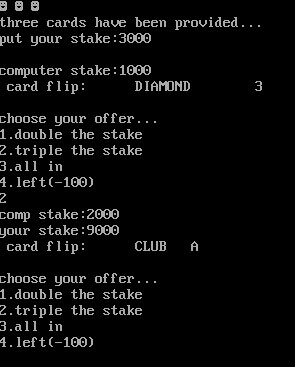 ☺ ☺ ☺
three cards have been provided...
put your stake:3000
computer stake:1000
card flip: DIAMOND 3
choose your offer...
1.double the stake
2.triple the stake
3.all in
4.left(-100)
2
comp stake:2000
your stake:9000
card flip: CLUB A
choose your offer...
1.double the stake
2.triple the stake
3.all in
4.left(-100)